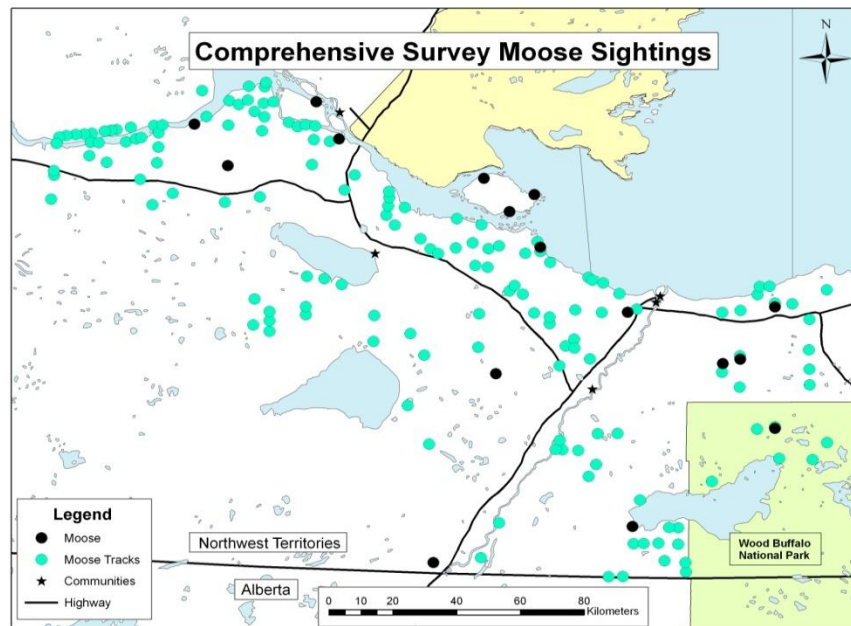 Comprehensive Survey Moose Sightings
N
Legend
Moose
Moose Tracks
Communities
Highway
Northwest Territories
Alberta
Wood Buffalo
National Park
0 10 20 40 60 80
Kilometers